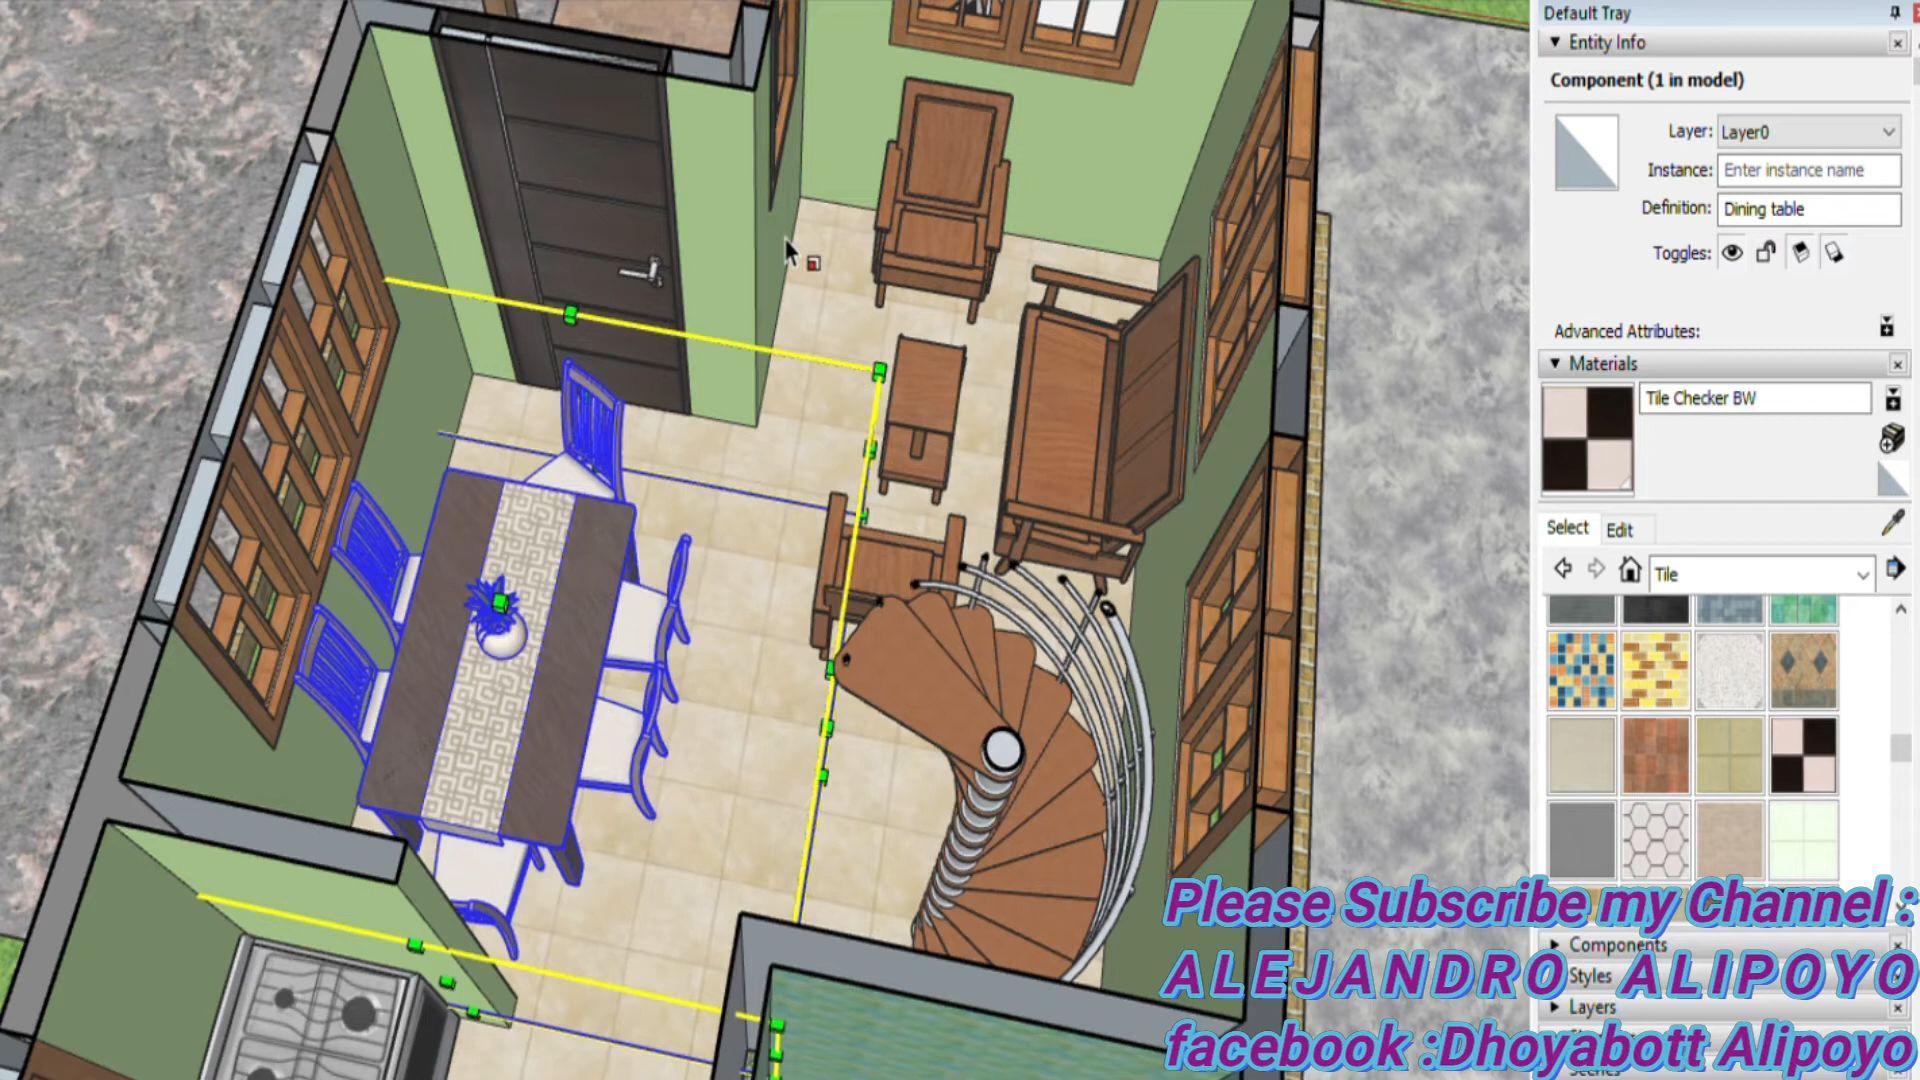 Default Tray
Entity Info
Component (1 in model)
Layer: Layer0
Instance: Enter instance name
Definition: Dining table
Toggles:
Advanced Attributes:
Materials
Tile Checker BW
Select Edit
Tile
Please Subscribe my Channel :
Components
ALEJANDRO ALIPOYO
Styles
Layers
facebook :Dhoyabott Alipoyo
Scenes